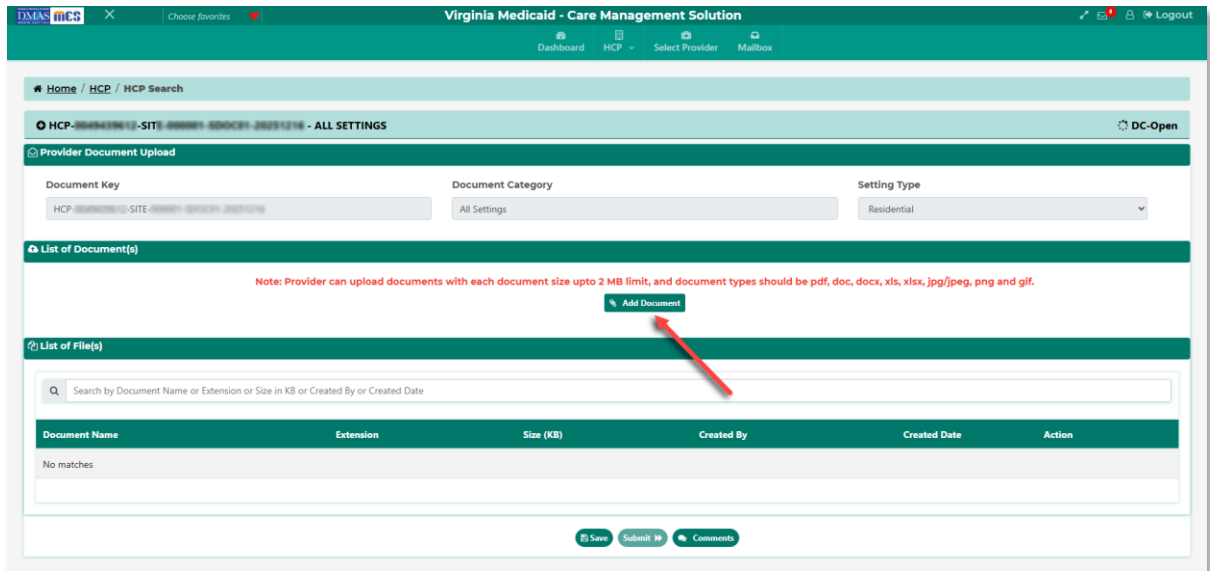 DMAS mcs Choose favorites Virginia Medicaid - Care Management Solution Logout
Dashboard HCP Select Provider Mailbox
Home / HCP / HCP Search
HCP- -SIT - ALL SETTINGS DC-Open
Provider Document Upload
Document Key Document Category Setting Type
HCP- -SITE- All Settings Residential
List of Document(s)
Note: Provider can upload documents with each document size upto 2 MB limit, and document types should be pdf, doc, docx, xls, xlsx, jpg/jpeg, png and gif.
Add Document
List of File(s)
Search by Document Name or Extension or Size in KB or Created By or Created Date
Document Name Extension Size (KB) Created By Created Date Action
No matches
Save Submit Comments